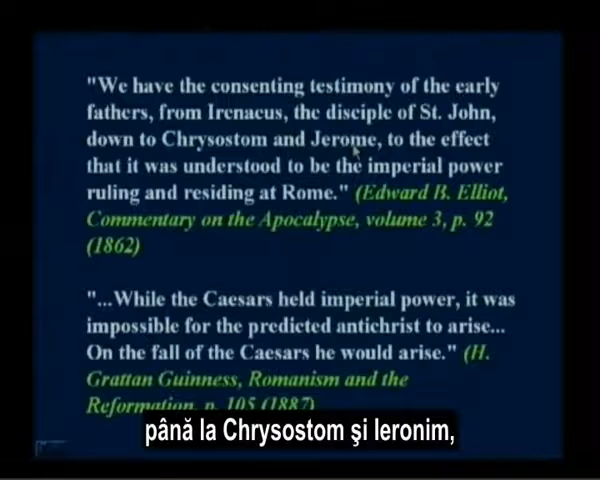 "We have the consenting testimony of the early
fathers, from Irenaeus, the disciple of St. John,
down to Chrysostom and Jerome, to the effect
that it was understood to be the imperial power
ruling and residing at Rome." (Edward B. Elliot,
Commentary on the Apocalypse, volume 3, p. 92
(1862)
"...While the Caesars held imperial power, it was
impossible for the predicted antichrist to arise...
On the fall of the Caesars he would arise." (H.
Grattan Guinness, Romanism and the
Reformation, p. 105 (1887)
până la Chrysostom şi Ieronim,